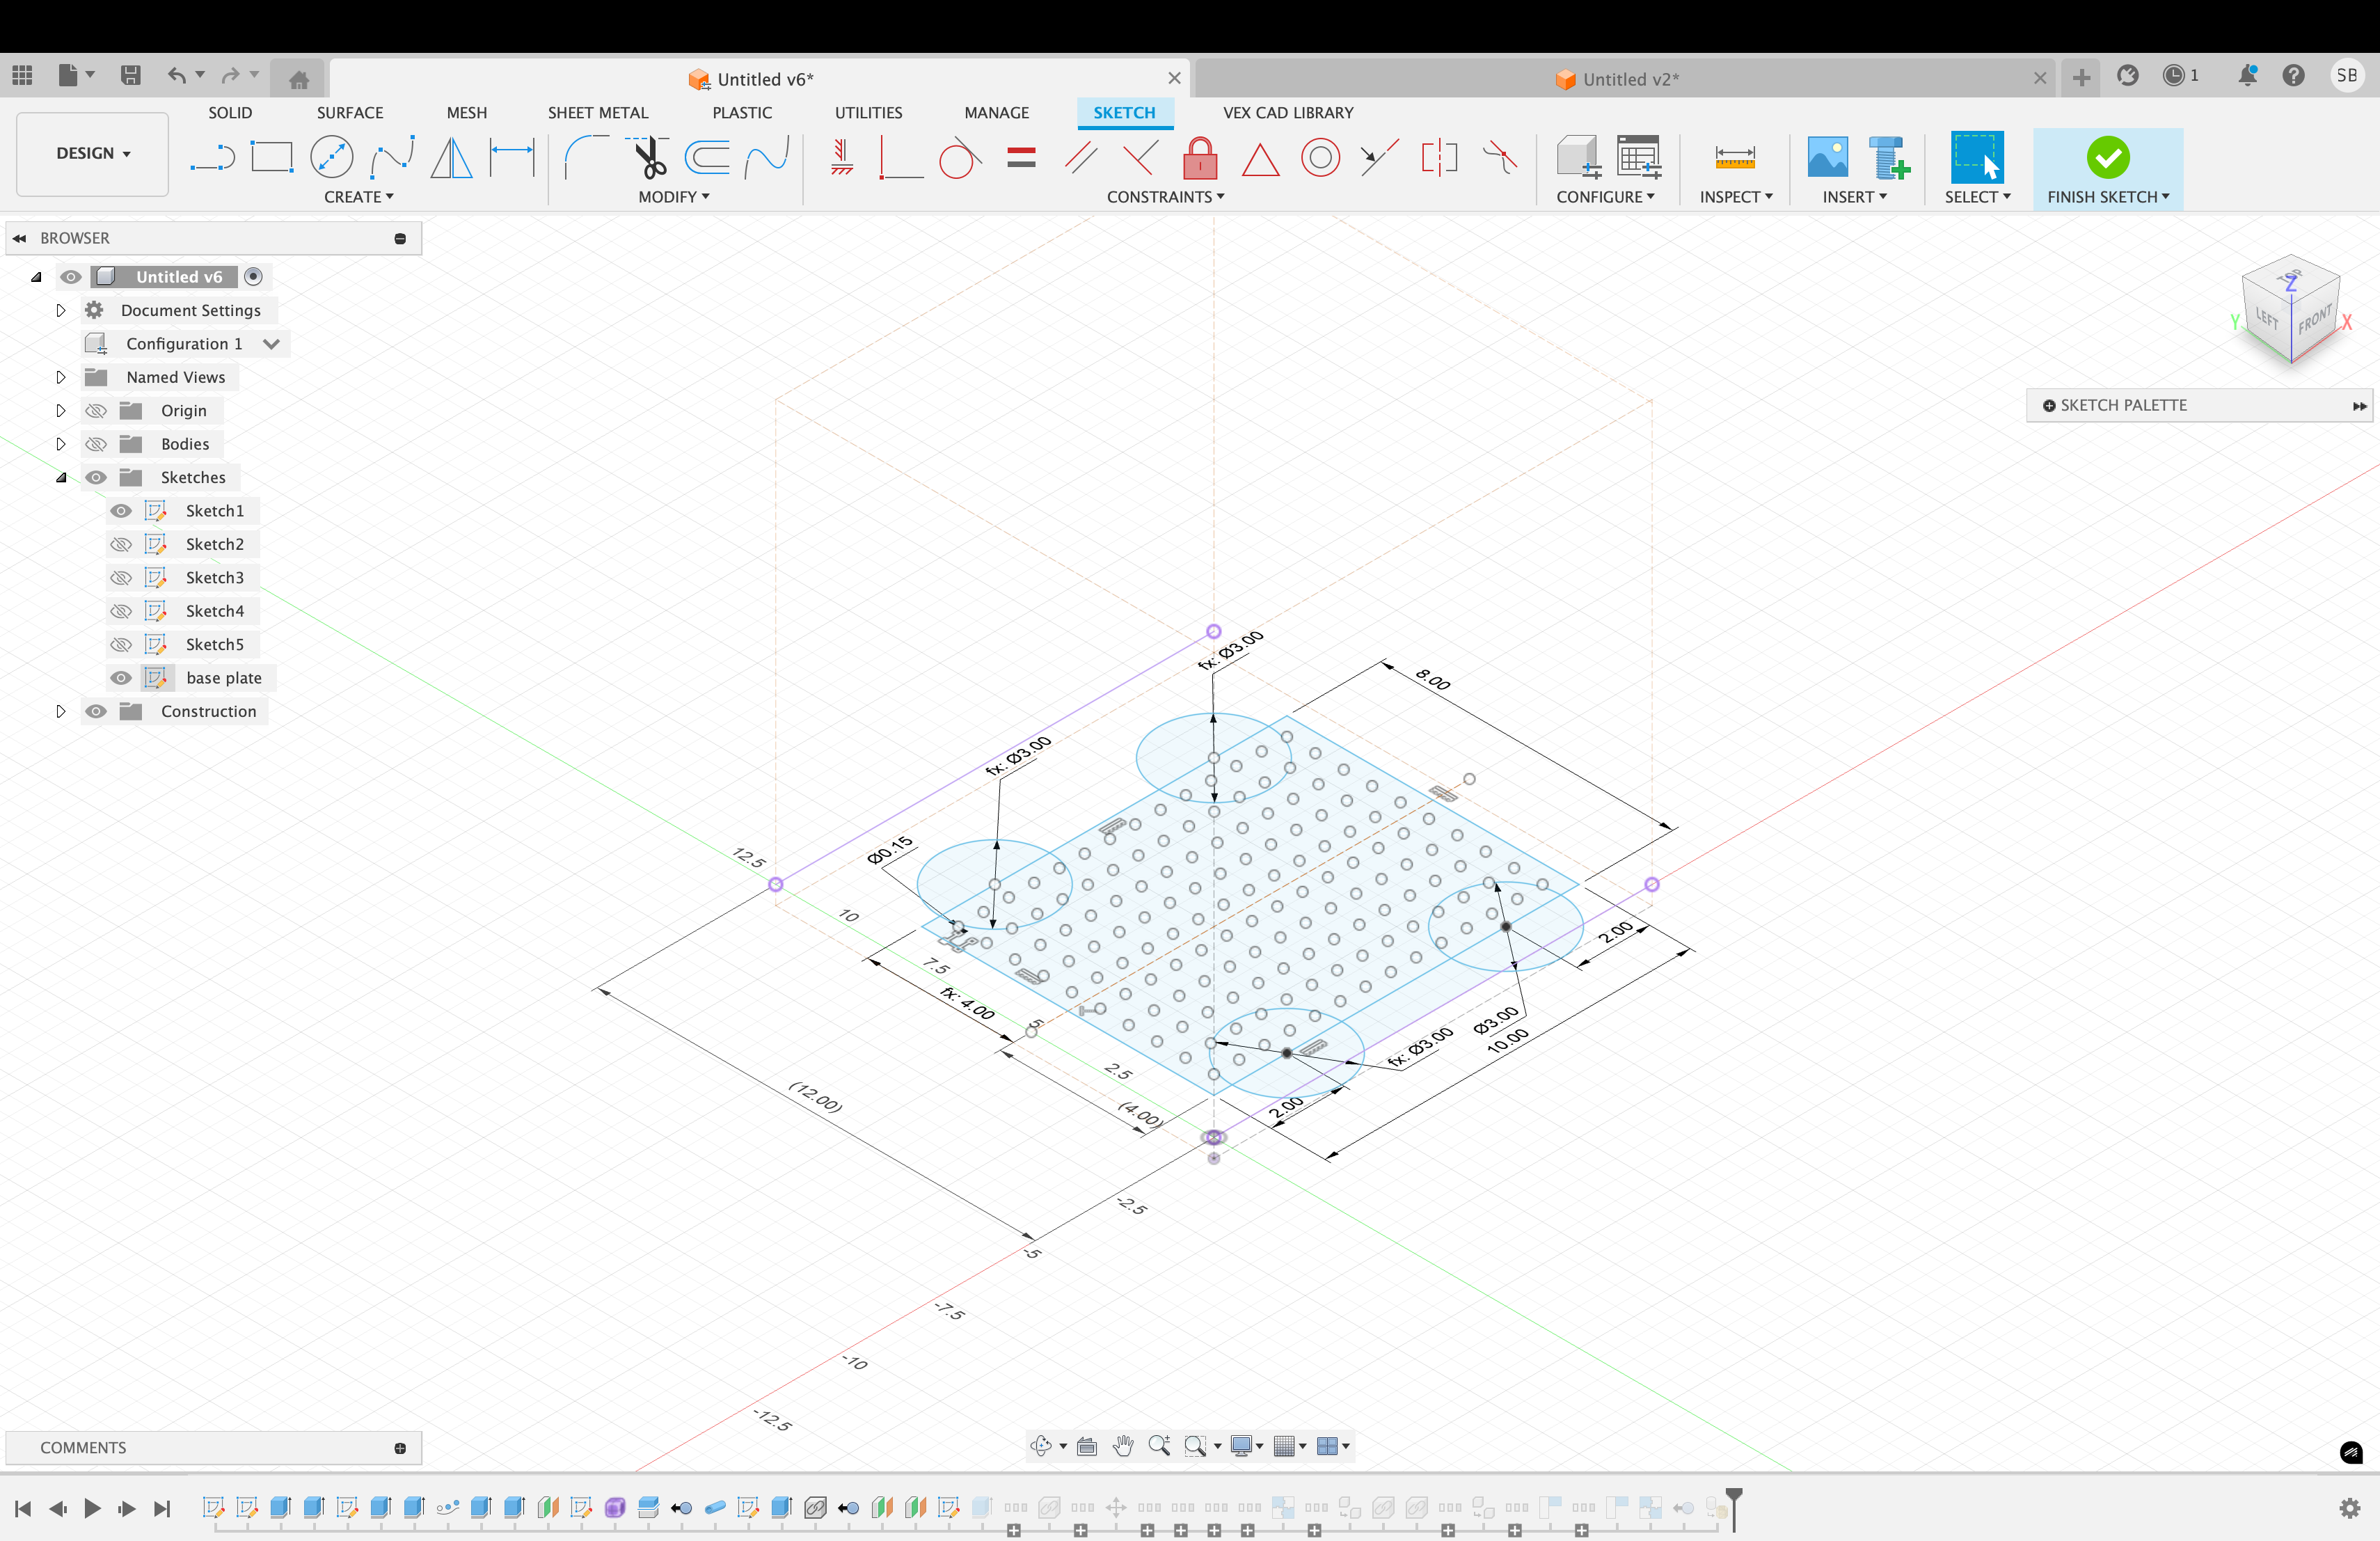 Untitled v6*
Untitled v2*
1
SB
SOLID
SURFACE
MESH
SHEET METAL
PLASTIC
UTILITIES
MANAGE
SKETCH
VEX CAD LIBRARY
DESIGN
CREATE
MODIFY
CONSTRAINTS
CONFIGURE
INSPECT
INSERT
SELECT
FINISH SKETCH
BROWSER
Untitled v6
Document Settings
Configuration 1
Named Views
Origin
Bodies
Sketches
Sketch1
Sketch2
Sketch3
Sketch4
Sketch5
base plate
Construction
TOP
Z
LEFT
FRONT
Y
X
SKETCH PALETTE
fx: Ø3.00
8.00
fx: Ø3.00
Ø0.15
12.5
10
7.5
fx: 4.00
5
2.5
(4.00)
(12.00)
2.00
Ø3.00
10.00
fx: Ø3.00
2.00
-2.5
-5
-7.5
-10
-12.5
COMMENTS